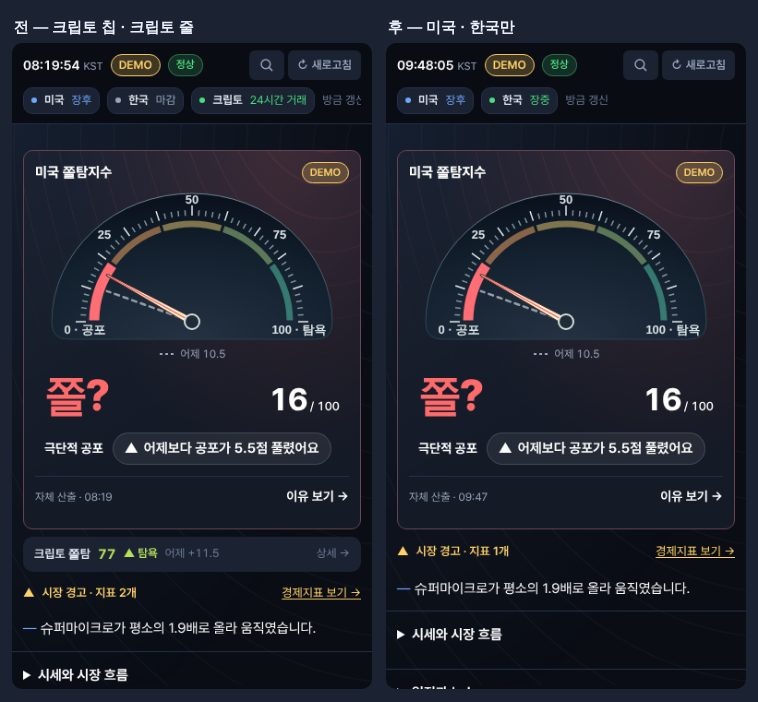 전 — 크립토 칩 · 크립토 줄
08:19:54 KST DEMO 정상 새로고침
미국 장후 한국 마감 크립토 24시간 거래 방금 갱신
미국 쫄탐지수 DEMO
50
25 75
0 · 공포 100 · 탐욕
어제 10.5
쫄? 16 / 100
극단적 공포 ▲ 어제보다 공포가 5.5점 풀렸어요
자체 산출 · 08:19 이유 보기 →
크립토 쫄탐 77 ▲ 탐욕 어제 +11.5 상세 →
▲ 시장 경고 · 지표 2개 경제지표 보기 →
— 슈퍼마이크로가 평소의 1.9배로 올라 움직였습니다.
▶ 시세와 시장 흐름
후 — 미국 · 한국만
09:48:05 KST DEMO 정상 새로고침
미국 장후 한국 장중 방금 갱신
미국 쫄탐지수 DEMO
50
25 75
0 · 공포 100 · 탐욕
어제 10.5
쫄? 16 / 100
극단적 공포 ▲ 어제보다 공포가 5.5점 풀렸어요
자체 산출 · 09:47 이유 보기 →
▲ 시장 경고 · 지표 1개 경제지표 보기 →
— 슈퍼마이크로가 평소의 1.9배로 올라 움직였습니다.
▶ 시세와 시장 흐름